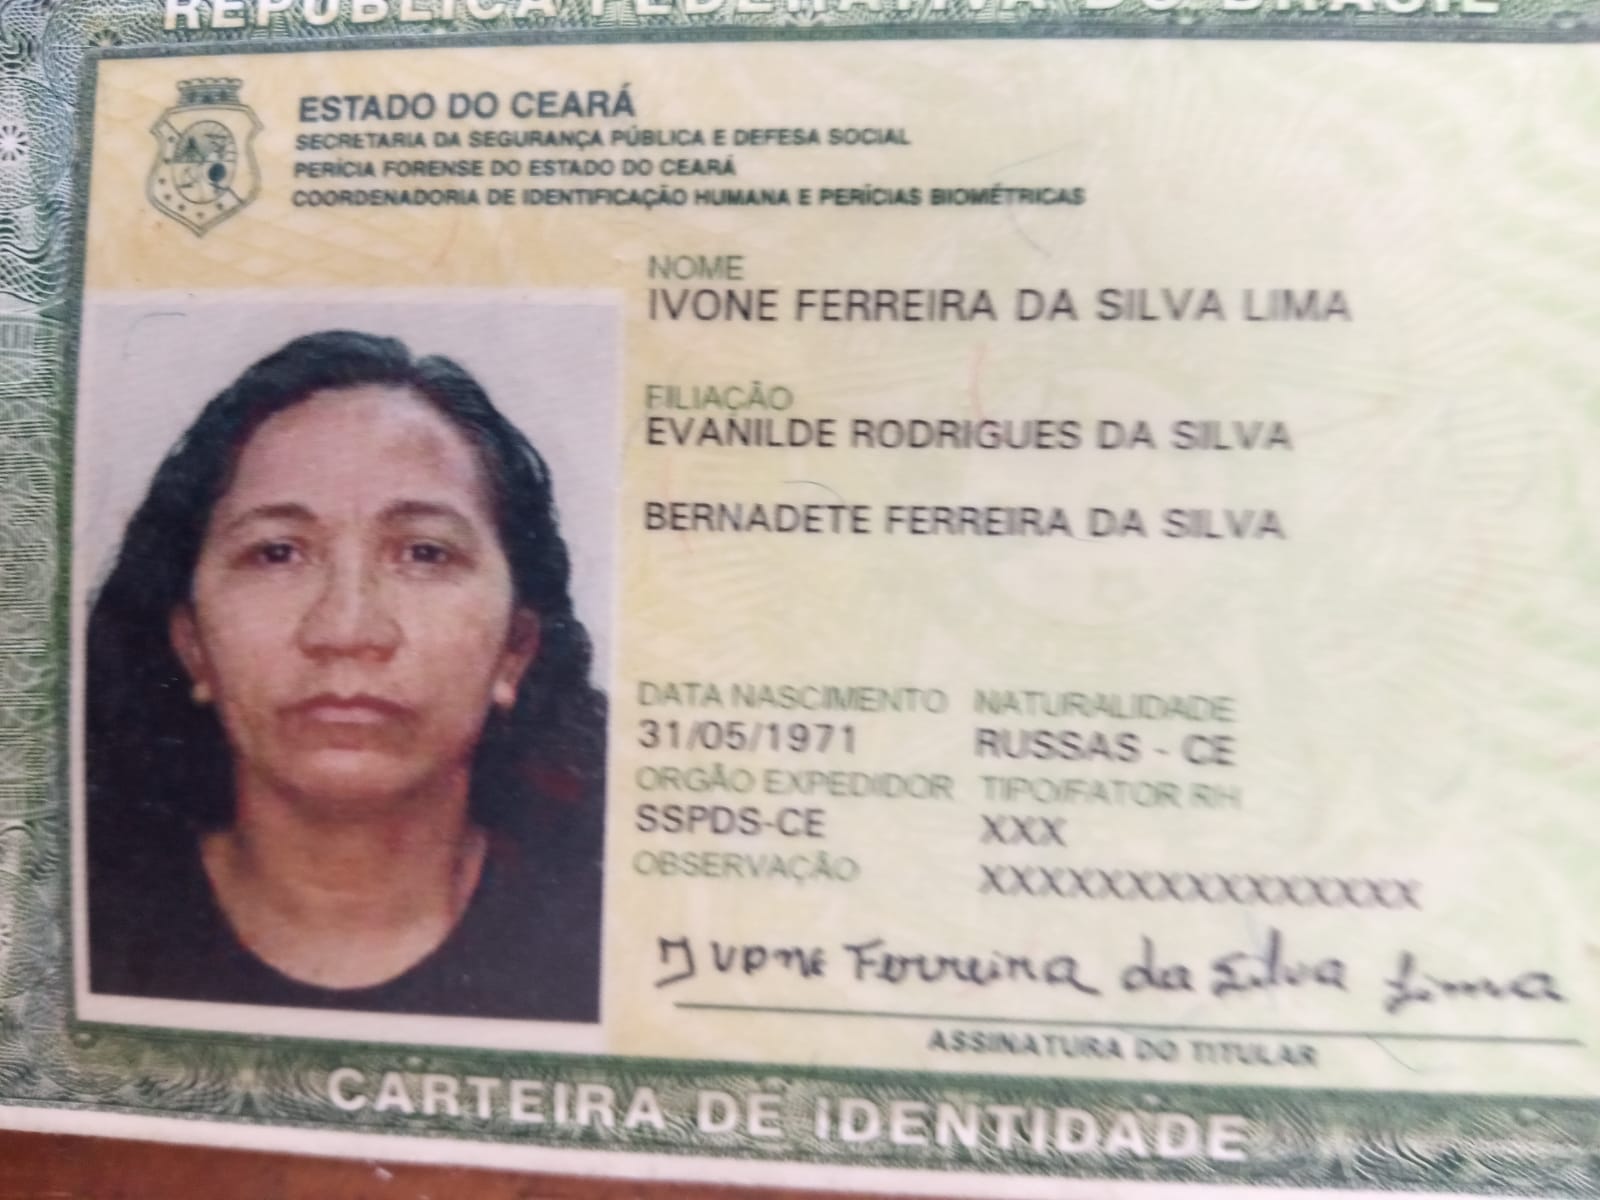 REPÚBLICA FEDERATIVA DO BRASIL
ESTADO DO CEARÁ
SECRETARIA DA SEGURANÇA PÚBLICA E DEFESA SOCIAL
PERÍCIA FORENSE DO ESTADO DO CEARÁ
COORDENADORIA DE IDENTIFICAÇÃO HUMANA E PERÍCIAS BIOMÉTRICAS
NOME
IVONE FERREIRA DA SILVA LIMA
FILIAÇÃO
EVANILDE RODRIGUES DA SILVA
BERNADETE FERREIRA DA SILVA
DATA NASCIMENTO NATURALIDADE
31/05/1971 RUSSAS - CE
ORGÃO EXPEDIDOR TIPO/FATOR RH
SSPDS-CE XXX
OBSERVAÇÃO XXXXXXXXXXXXXXXX
Ivone Ferreira da Silva Lima
ASSINATURA DO TITULAR
CARTEIRA DE IDENTIDADE